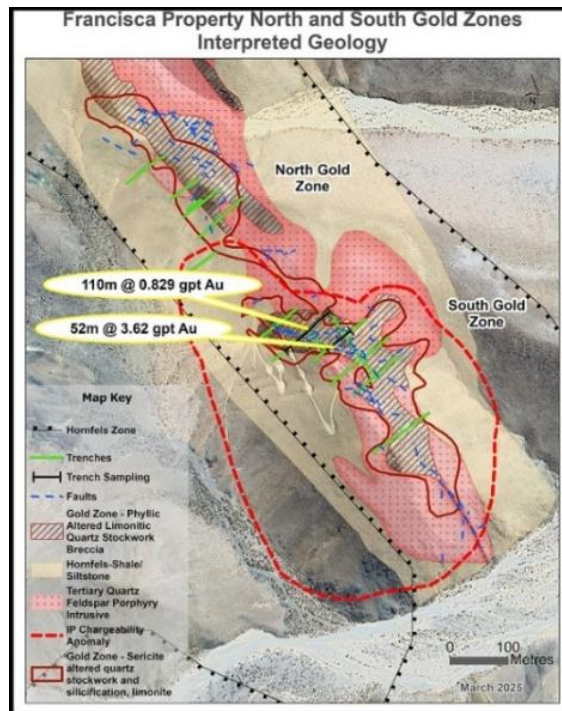 Francisca Property North and South Gold Zones
Interpreted Geology
North Gold
Zone
110m @ 0.829 gpt Au
South Gold
Zone
52m @ 3.62 gpt Au
Map Key
Hornfels Zone
Trenches
Trench Sampling
Faults
Gold Zone - Phyllic
Altered Limonitic
Quartz Stockwork
Breccia
Hornfels-Shale/
Siltstone
Tertiary Quartz
Feldspar Porphyry
Intrusive
IP Chargeability
Anomaly
Gold Zone - Sericite
altered quartz
stockwork and
silicification, limonite
0 100
Metres
March 2025